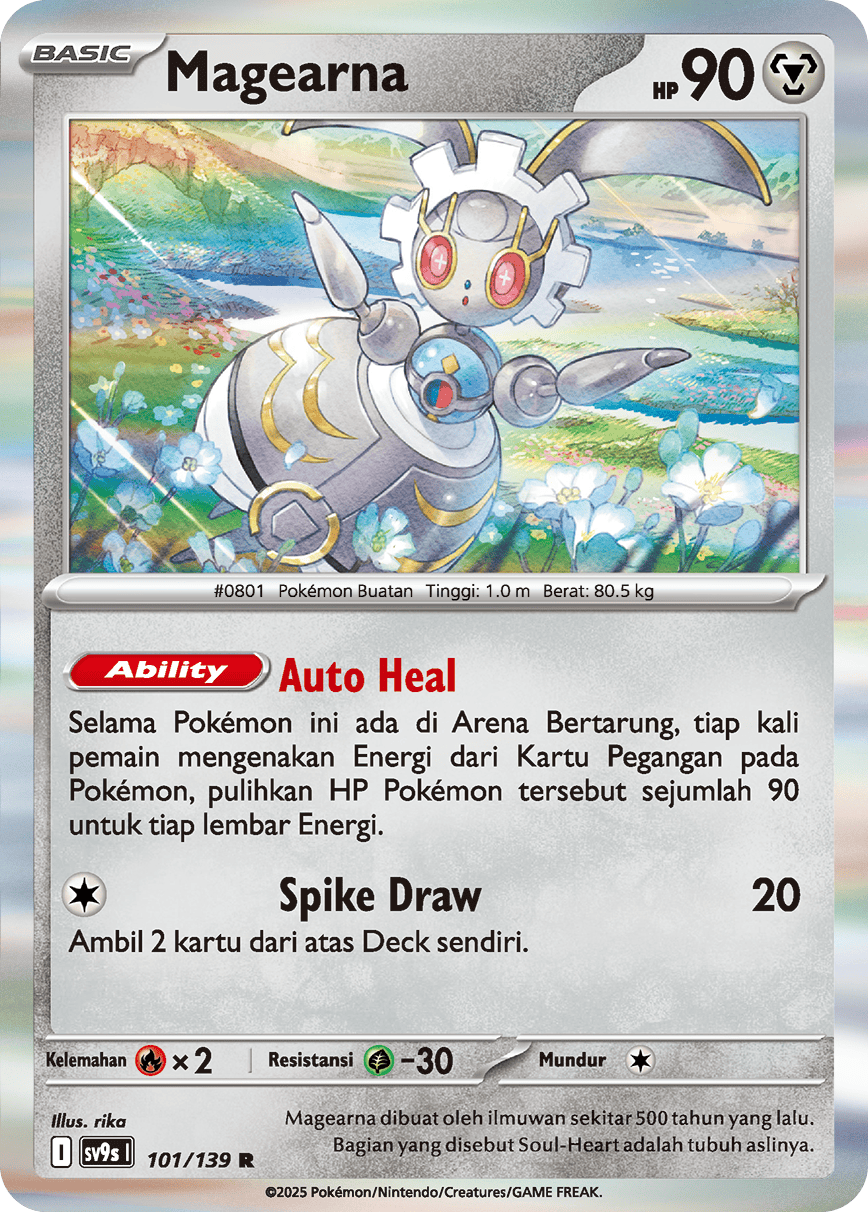 BASIC
Magearna
HP 90
#0801 Pokémon Buatan Tinggi: 1.0 m Berat: 80.5 kg
Ability Auto Heal
Selama Pokémon ini ada di Arena Bertarung, tiap kali
pemain mengenakan Energi dari Kartu Pegangan pada
Pokémon, pulihkan HP Pokémon tersebut sejumlah 90
untuk tiap lembar Energi.
Spike Draw 20
Ambil 2 kartu dari atas Deck sendiri.
Kelemahan ×2 Resistansi -30 Mundur
Illus. rika
Magearna dibuat oleh ilmuwan sekitar 500 tahun yang lalu.
Bagian yang disebut Soul-Heart adalah tubuh aslinya.
I sv9s I 101/139 R
©2025 Pokémon/Nintendo/Creatures/GAME FREAK.